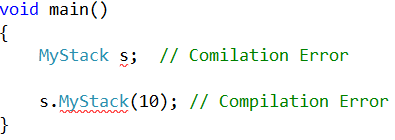 void main()
{
MyStack s;  // Comilation Error
s.MyStack(10); // Compilation Error
}